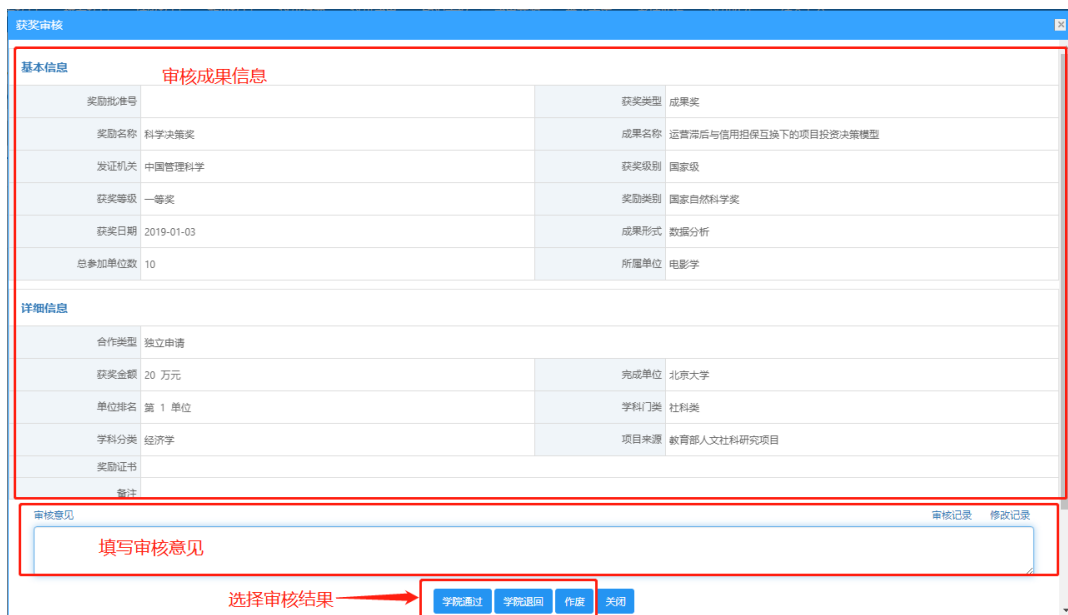 获奖审核
基本信息
审核成果信息
奖励批准号 获奖类型 成果奖
奖励名称 科学决策奖 成果名称 运营滞后与信用担保互换下的项目投资决策模型
发证机关 中国管理科学 获奖级别 国家级
获奖等级 一等奖 奖励类别 国家自然科学奖
获奖日期 2019-01-03 成果形式 数据分析
总参加单位数 10 所属单位 电影学
详细信息
合作类型 独立申请
获奖金额 20 万元 完成单位 北京大学
单位排名 第 1 单位 学科门类 社科类
学科分类 经济学 项目来源 教育部人文社科研究项目
奖励证书
备注
审核意见 审核记录 修改记录
填写审核意见
选择审核结果 学院通过 学院退回 作废 关闭